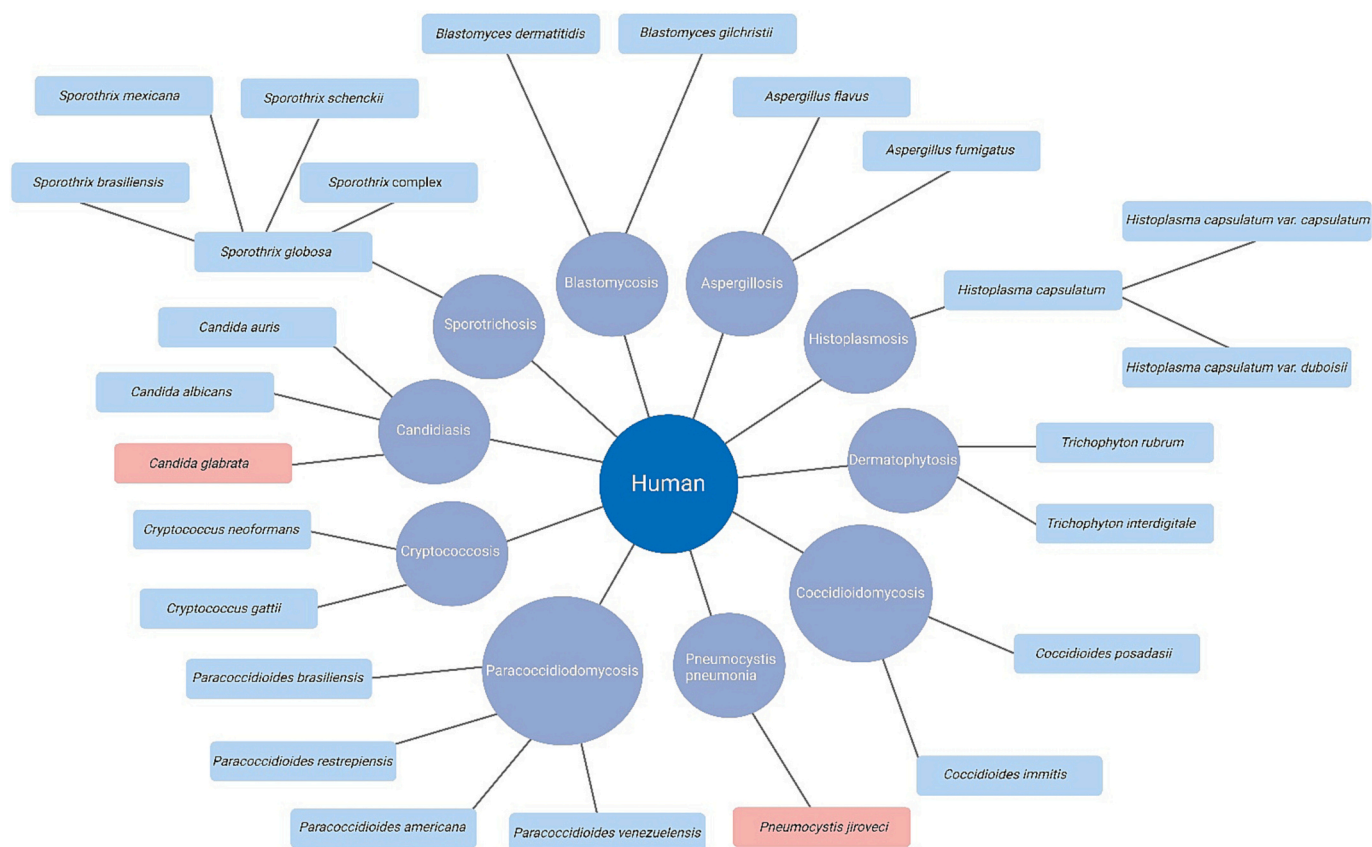 Blastomyces dermatitidis
Blastomyces gilchristii
Sporothrix mexicana
Sporothrix schenckii
Aspergillus flavus
Aspergillus fumigatus
Sporothrix brasiliensis
Sporothrix complex
Sporothrix globosa
Histoplasma capsulatum var. capsulatum
Histoplasma capsulatum
Histoplasma capsulatum var. duboisii
Blastomycosis
Aspergillosis
Sporotrichosis
Histoplasmosis
Candida auris
Candida albicans
Candida glabrata
Candidiasis
Dermatophytosis
Trichophyton rubrum
Trichophyton interdigitale
Human
Cryptococcus neoformans
Cryptococcus gattii
Cryptococcosis
Coccidioidomycosis
Coccidioides posadasii
Coccidioides immitis
Paracoccidiodomycosis
Pneumocystis
pneumonia
Paracoccidioides brasiliensis
Paracoccidioides restrepiensis
Paracoccidioides americana
Paracoccidioides venezuelensis
Pneumocystis jiroveci